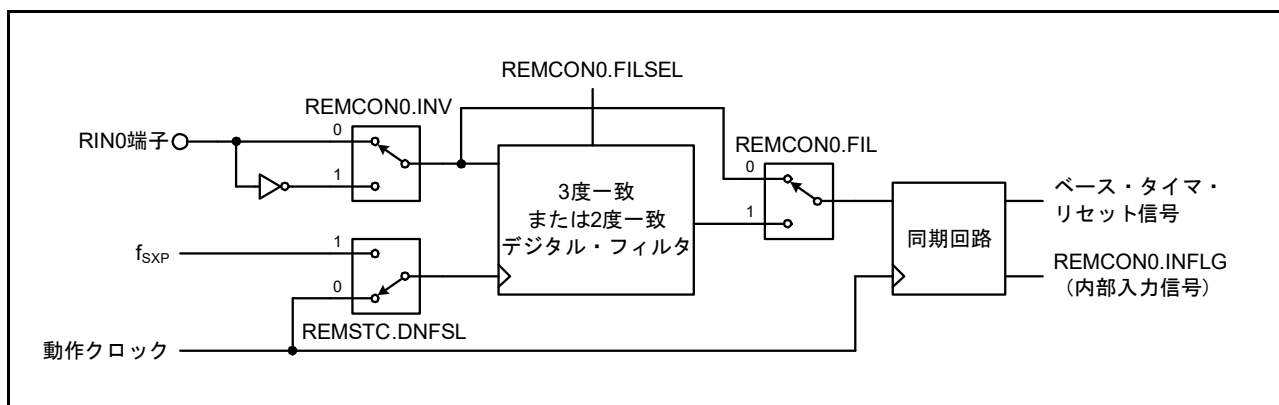 REMCON0.FILSEL
REMCON0.INV
RIN0端子
0
1
REMCON0.FIL
0
1
3度一致
または2度一致
デジタル・フィルタ
同期回路
ベース・タイマ・
リセット信号
REMCON0.INFLG
（内部入力信号）
fSXP
1
0
REMSTC.DNFSL
動作クロック